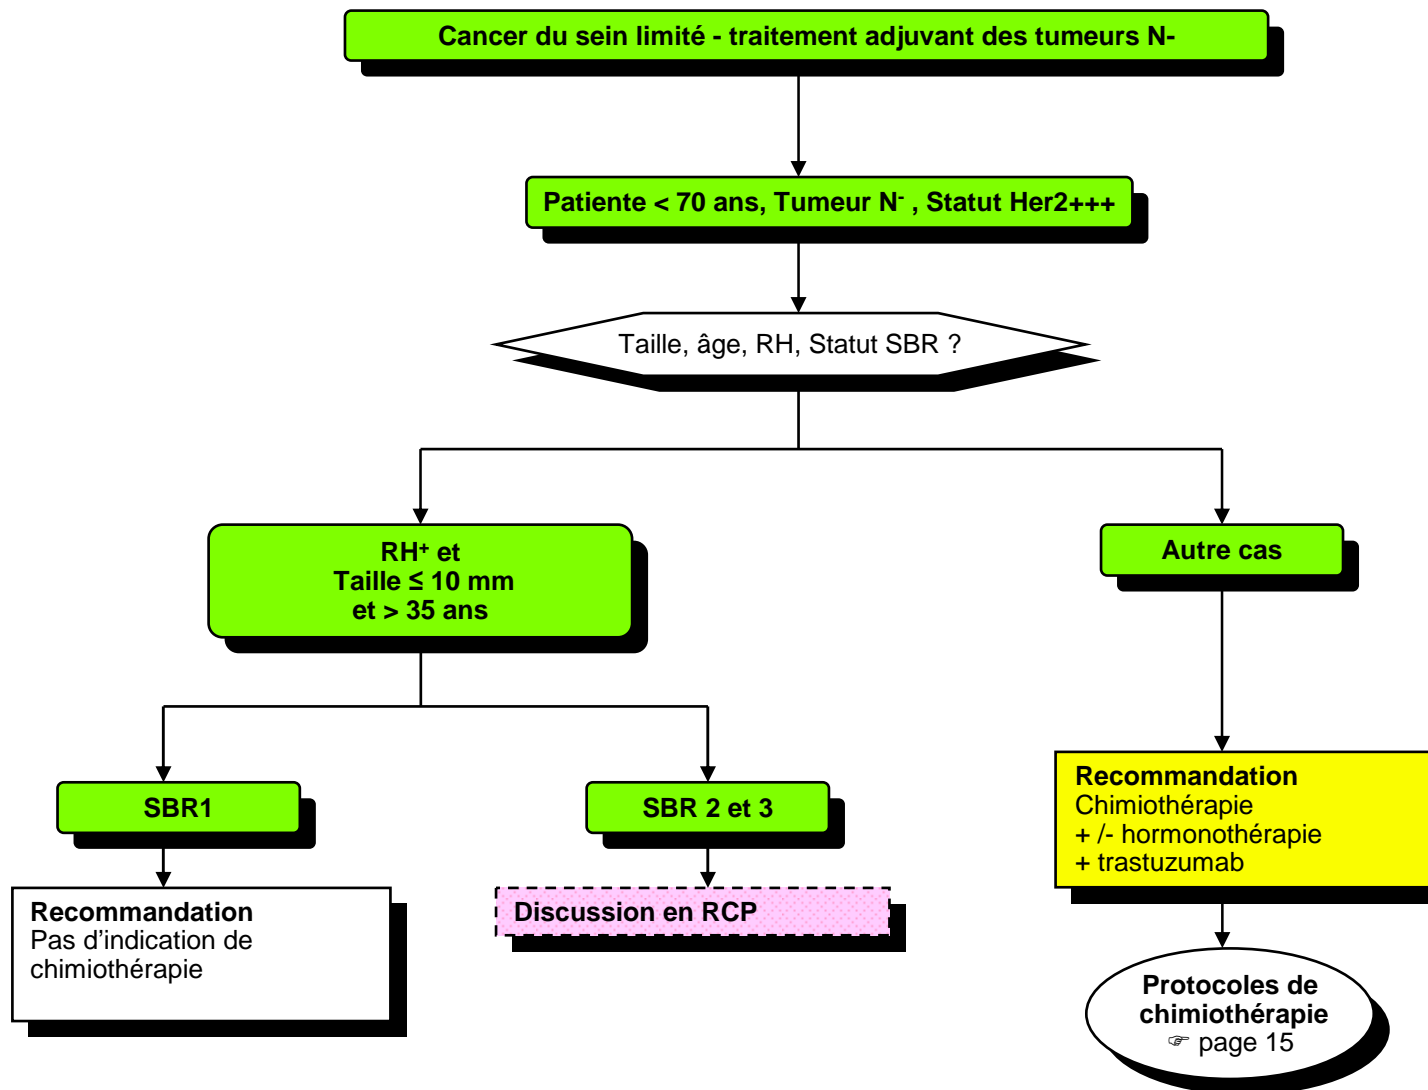 Cancer du sein limité - traitement adjuvant des tumeurs N-
Patiente < 70 ans, Tumeur N⁻ , Statut Her2+++
Taille, âge, RH, Statut SBR ?
RH⁺ et
Taille ≤ 10 mm
et > 35 ans
Autre cas
SBR1
SBR 2 et 3
Recommandation
Chimiothérapie
+ /- hormonothérapie
+ trastuzumab
Recommandation
Pas d’indication de
chimiothérapie
Discussion en RCP
Protocoles de
chimiothérapie
☞ page 15